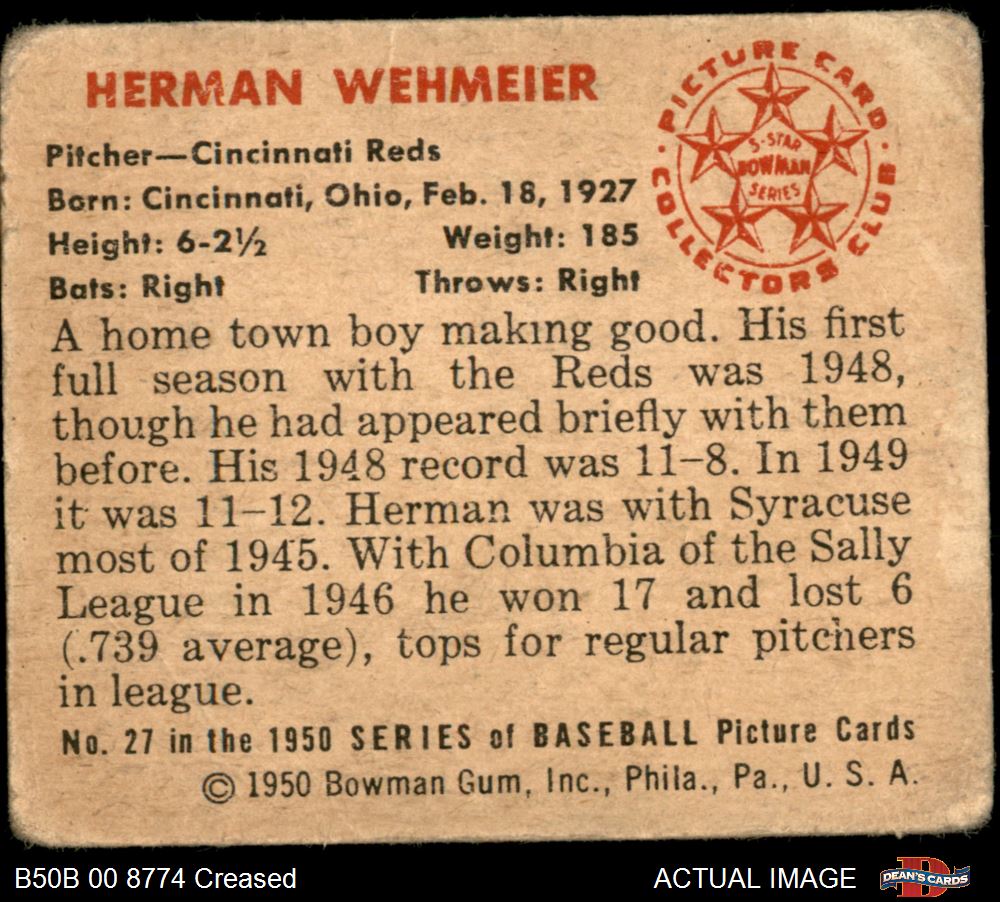 HERMAN WEHMEIER
Pitcher—Cincinnati Reds
Born: Cincinnati, Ohio, Feb. 18, 1927
Height: 6-2½ Weight: 185
Bats: Right Throws: Right
PICTURE CARD
COLLECTORS CLUB
5-STAR
BOWMAN
SERIES
A home town boy making good. His first
full season with the Reds was 1948,
though he had appeared briefly with them
before. His 1948 record was 11–8. In 1949
it was 11–12. Herman was with Syracuse
most of 1945. With Columbia of the Sally
League in 1946 he won 17 and lost 6
(.739 average), tops for regular pitchers
in league.
No. 27 in the 1950 SERIES of BASEBALL Picture Cards
© 1950 Bowman Gum, Inc., Phila., Pa., U. S. A.
B50B 00 8774 Creased ACTUAL IMAGE
DEAN'S CARDS